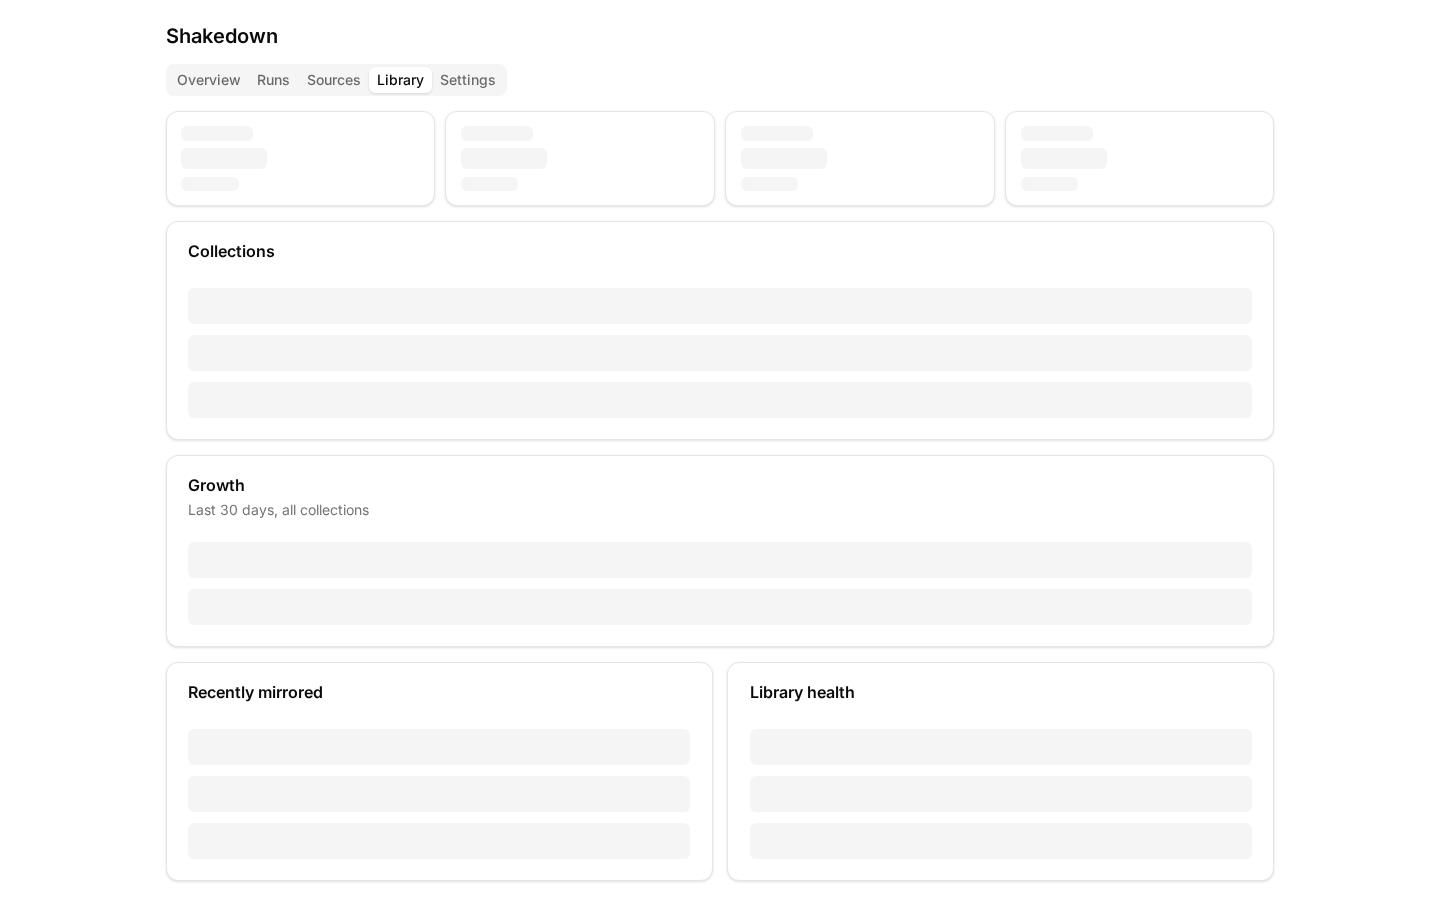 Shakedown
Overview Runs Sources Library Settings
Collections
Growth
Last 30 days, all collections
Recently mirrored
Library health